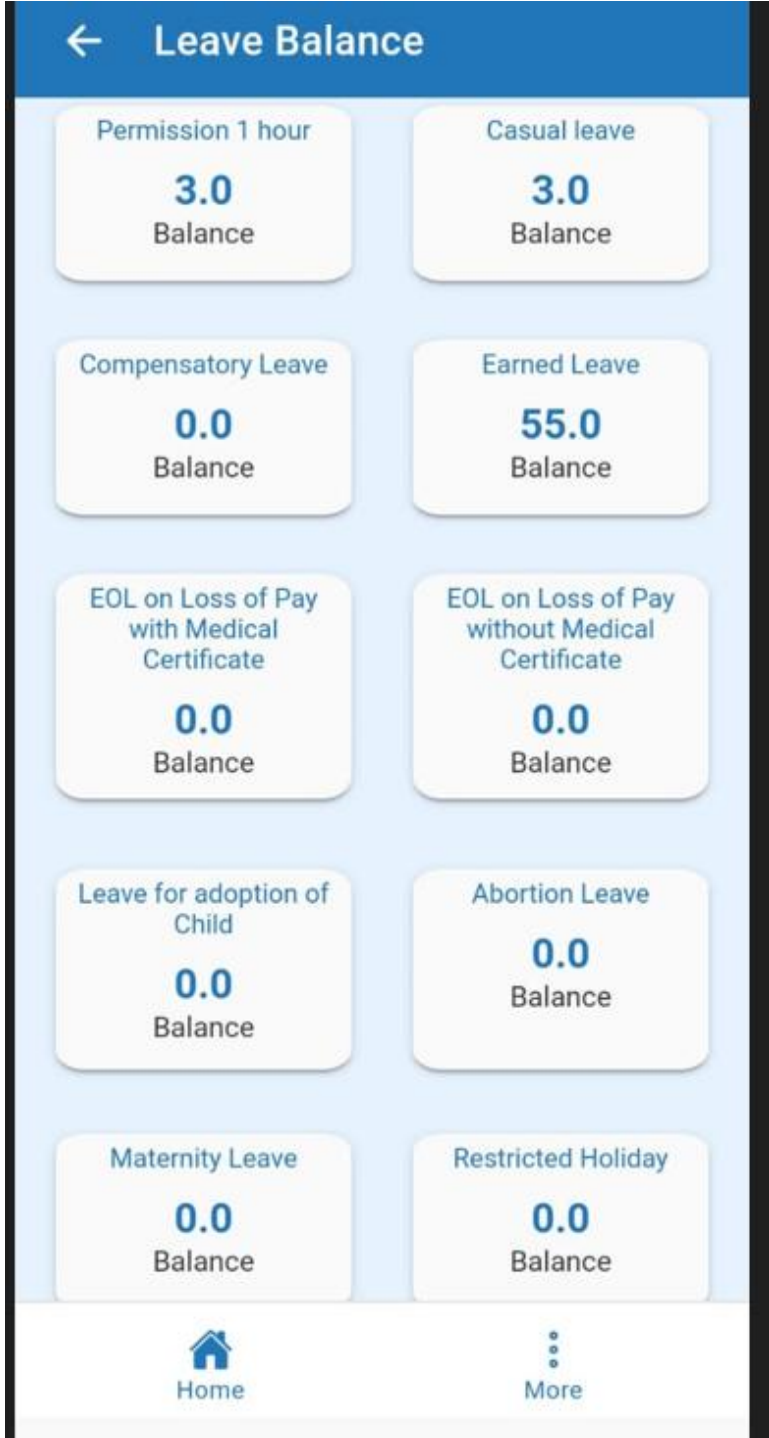 Leave Balance
Permission 1 hour
3.0
Balance
Casual leave
3.0
Balance
Compensatory Leave
0.0
Balance
Earned Leave
55.0
Balance
EOL on Loss of Pay
with Medical
Certificate
0.0
Balance
EOL on Loss of Pay
without Medical
Certificate
0.0
Balance
Leave for adoption of
Child
0.0
Balance
Abortion Leave
0.0
Balance
Maternity Leave
0.0
Balance
Restricted Holiday
0.0
Balance
Home
More